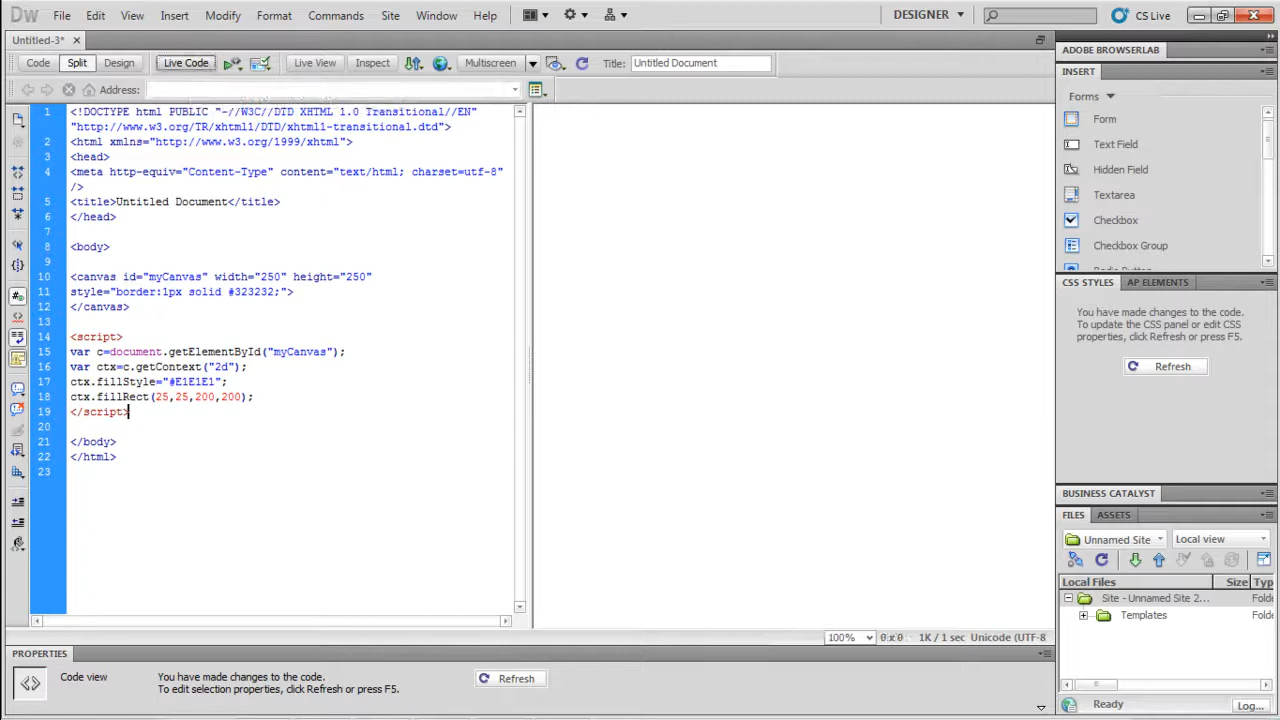 Dw File Edit View Insert Modify Format Commands Site Window Help DESIGNER CS Live
Untitled-3*
Code Split Design Live Code Live View Inspect Multiscreen Title: Untitled Document
Address:
1 <!DOCTYPE html PUBLIC "-//W3C//DTD XHTML 1.0 Transitional//EN"
"http://www.w3.org/TR/xhtml1/DTD/xhtml1-transitional.dtd">
2 <html xmlns="http://www.w3.org/1999/xhtml">
3 <head>
4 <meta http-equiv="Content-Type" content="text/html; charset=utf-8"
/>
5 <title>Untitled Document</title>
6 </head>
7
8 <body>
9
10 <canvas id="myCanvas" width="250" height="250"
11 style="border:1px solid #323232;">
12 </canvas>
13
14 <script>
15 var c=document.getElementById("myCanvas");
16 var ctx=c.getContext("2d");
17 ctx.fillStyle="#E1E1E1";
18 ctx.fillRect(25,25,200,200);
19 </script>
20
21 </body>
22 </html>
23
100% 0 x 0 1K / 1 sec Unicode (UTF-8
ADOBE BROWSERLAB
INSERT
Forms
Form
Text Field
Hidden Field
Textarea
Checkbox
Checkbox Group
Radio Button
CSS STYLES AP ELEMENTS
You have made changes to the code.
To update the CSS panel or edit CSS
properties, click Refresh or press F5.
Refresh
BUSINESS CATALYST
FILES ASSETS
Unnamed Site Local view
Local Files Size Typ
Site - Unnamed Site 2... Folde
Templates Folde
Ready Log...
PROPERTIES
Code view
You have made changes to the code.
To edit selection properties, click Refresh or press F5.
Refresh